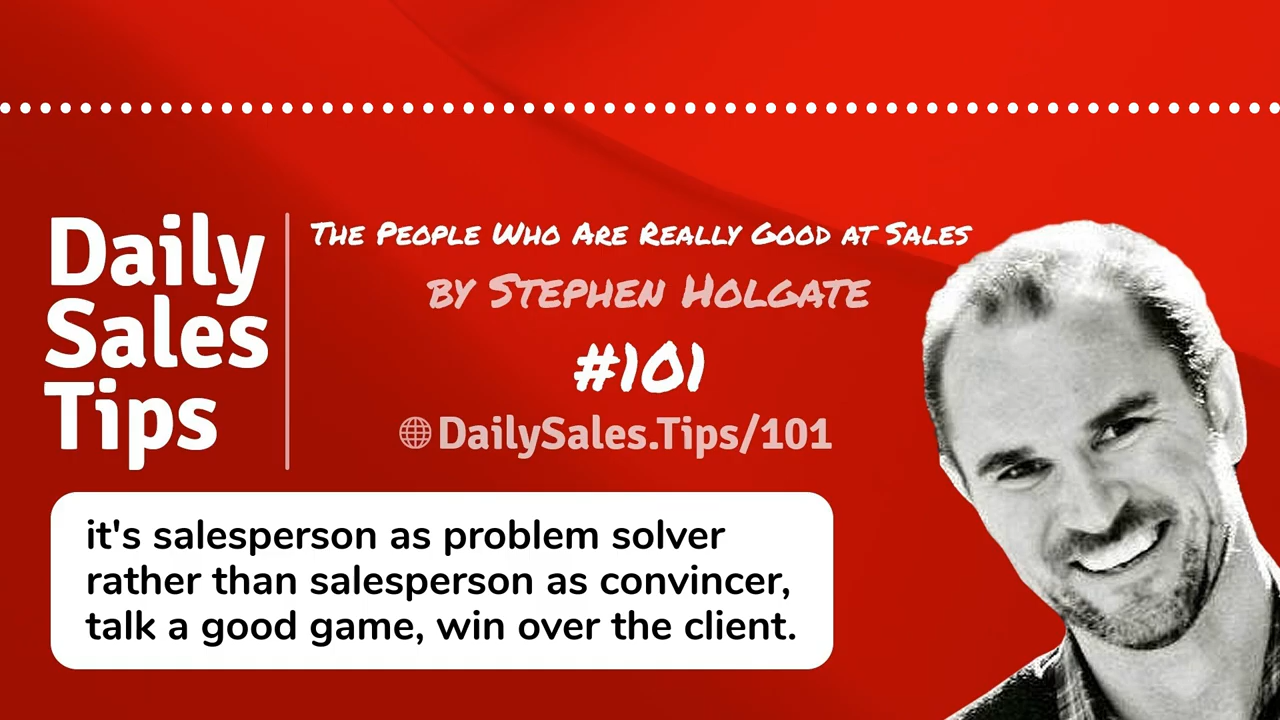 Daily
Sales
Tips
The People Who Are Really Good at Sales
by Stephen Holgate
#101
DailySales.Tips/101
it's salesperson as problem solver
rather than salesperson as convincer,
talk a good game, win over the client.